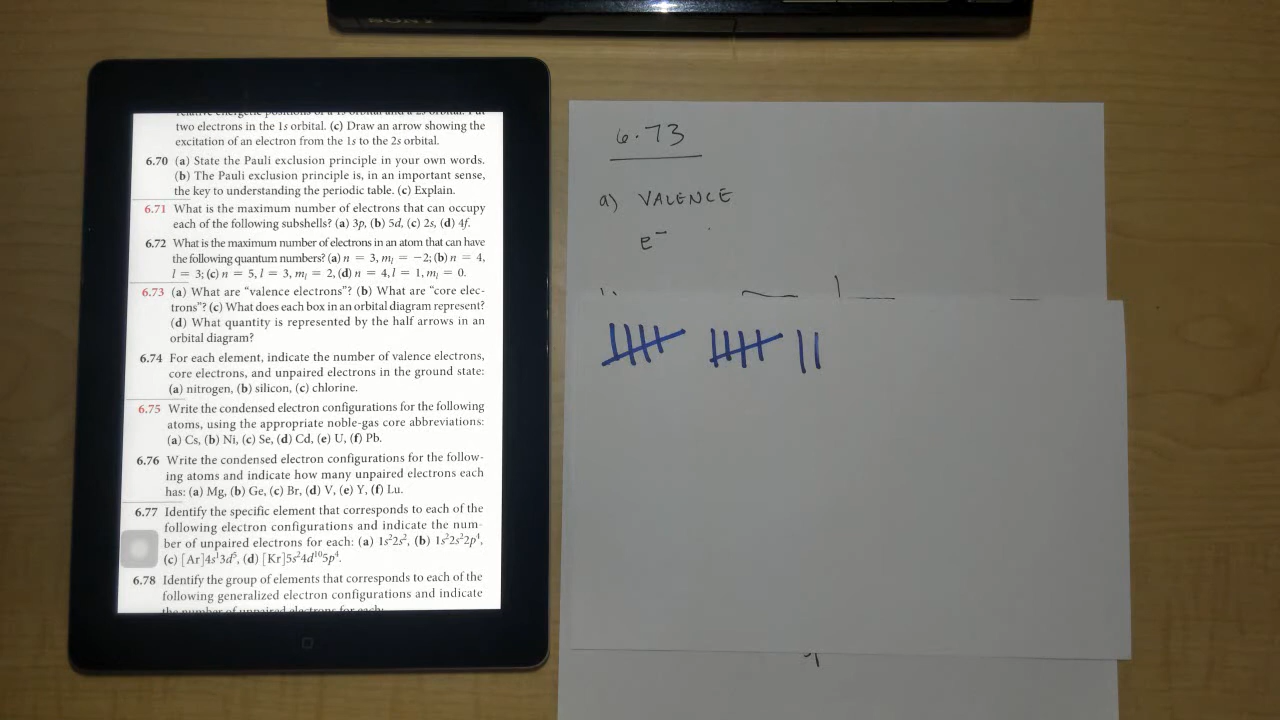 SONY
two electrons in the 1s orbital. (c) Draw an arrow showing the
excitation of an electron from the 1s to the 2s orbital.
6.70 (a) State the Pauli exclusion principle in your own words.
(b) The Pauli exclusion principle is, in an important sense,
the key to understanding the periodic table. (c) Explain.
6.71 What is the maximum number of electrons that can occupy
each of the following subshells? (a) 3p, (b) 5d, (c) 2s, (d) 4f.
6.72 What is the maximum number of electrons in an atom that can have
the following quantum numbers? (a) n = 3, mₗ = −2; (b) n = 4,
l = 3; (c) n = 5, l = 3, mₗ = 2, (d) n = 4, l = 1, mₗ = 0.
6.73 (a) What are “valence electrons”? (b) What are “core elec-
trons”? (c) What does each box in an orbital diagram represent?
(d) What quantity is represented by the half arrows in an
orbital diagram?
6.74 For each element, indicate the number of valence electrons,
core electrons, and unpaired electrons in the ground state:
(a) nitrogen, (b) silicon, (c) chlorine.
6.75 Write the condensed electron configurations for the following
atoms, using the appropriate noble-gas core abbreviations:
(a) Cs, (b) Ni, (c) Se, (d) Cd, (e) U, (f) Pb.
6.76 Write the condensed electron configurations for the follow-
ing atoms and indicate how many unpaired electrons each
has: (a) Mg, (b) Ge, (c) Br, (d) V, (e) Y, (f) Lu.
6.77 Identify the specific element that corresponds to each of the
following electron configurations and indicate the num-
ber of unpaired electrons for each: (a) 1s²2s², (b) 1s²2s²2p⁴,
(c) [Ar]4s¹3d⁵, (d) [Kr]5s²4d¹⁰5p⁴.
6.78 Identify the group of elements that corresponds to each of the
following generalized electron configurations and indicate
the number of unpaired electrons for each:
6.73
a) VALENCE
e⁻